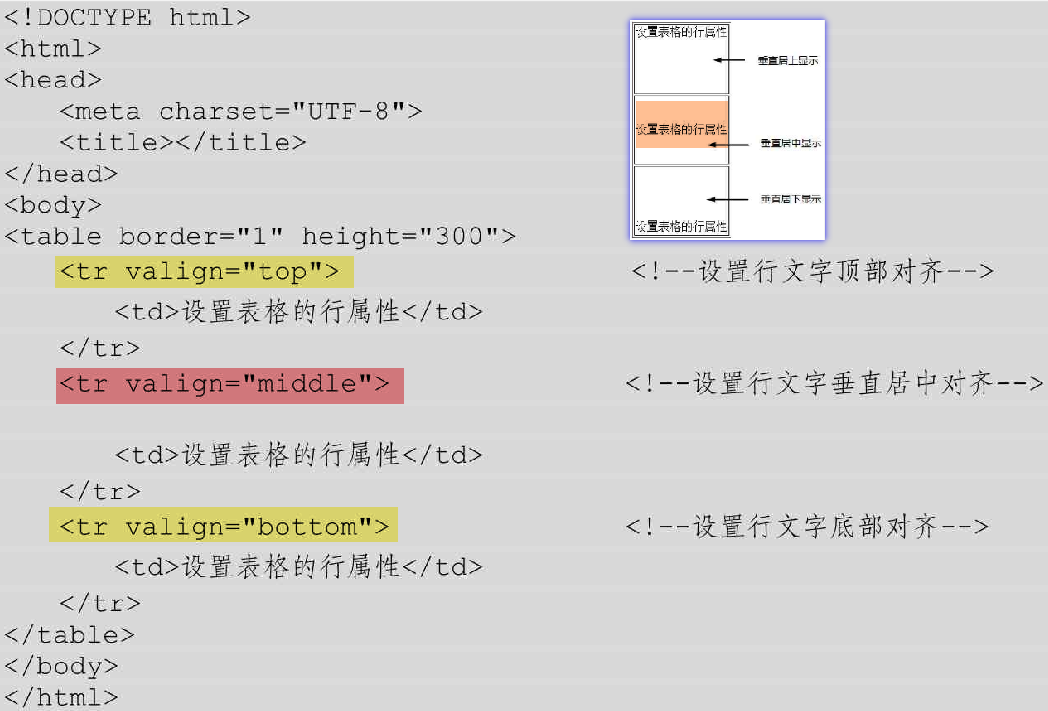 <!DOCTYPE html>
<html>
<head>
<meta charset="UTF-8">
<title></title>
</head>
<body>
<table border="1" height="300">
<tr valign="top"> <!--设置行文字顶部对齐-->
<td>设置表格的行属性</td>
</tr>
<tr valign="middle"> <!--设置行文字垂直居中对齐-->
<td>设置表格的行属性</td>
</tr>
<tr valign="bottom"> <!--设置行文字底部对齐-->
<td>设置表格的行属性</td>
</tr>
</table>
</body>
</html>
设置表格的行属性
垂直居上显示
设置表格的行属性
垂直居中显示
垂直居下显示
设置表格的行属性